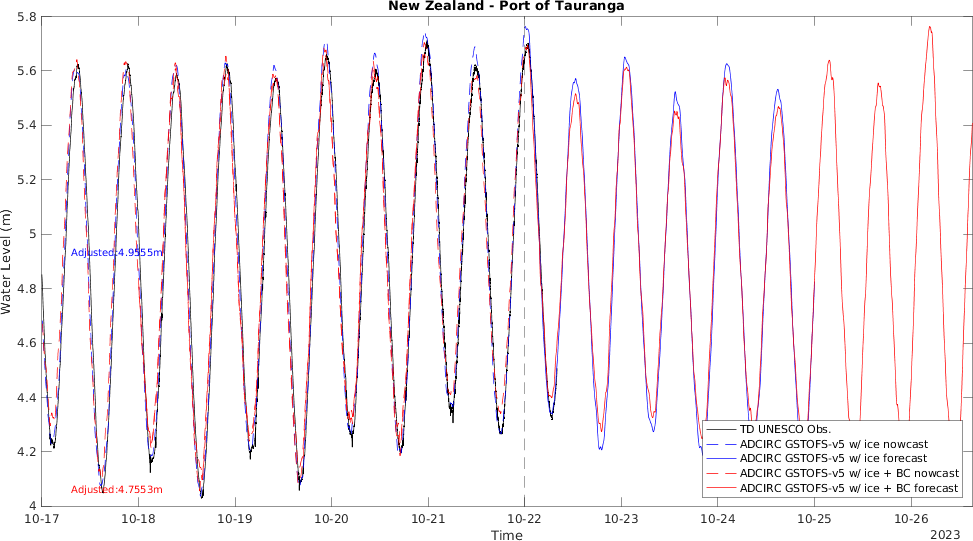 New Zealand - Port of Tauranga
Water Level (m)
5.8
5.6
5.4
5.2
5
4.8
4.6
4.4
4.2
4
Adjusted:4.9555m
Adjusted:4.7553m
TD UNESCO Obs.
ADCIRC GSTOFS-v5 w/ ice nowcast
ADCIRC GSTOFS-v5 w/ ice forecast
ADCIRC GSTOFS-v5 w/ ice + BC nowcast
ADCIRC GSTOFS-v5 w/ ice + BC forecast
10-17 10-18 10-19 10-20 10-21 10-22 10-23 10-24 10-25 10-26
Time
2023